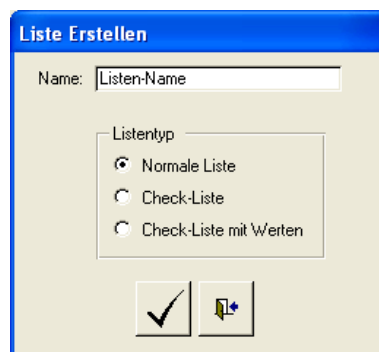 Liste Erstellen
Name: Listen-Name
Listentyp
Normale Liste
Check-Liste
Check-Liste mit Werten